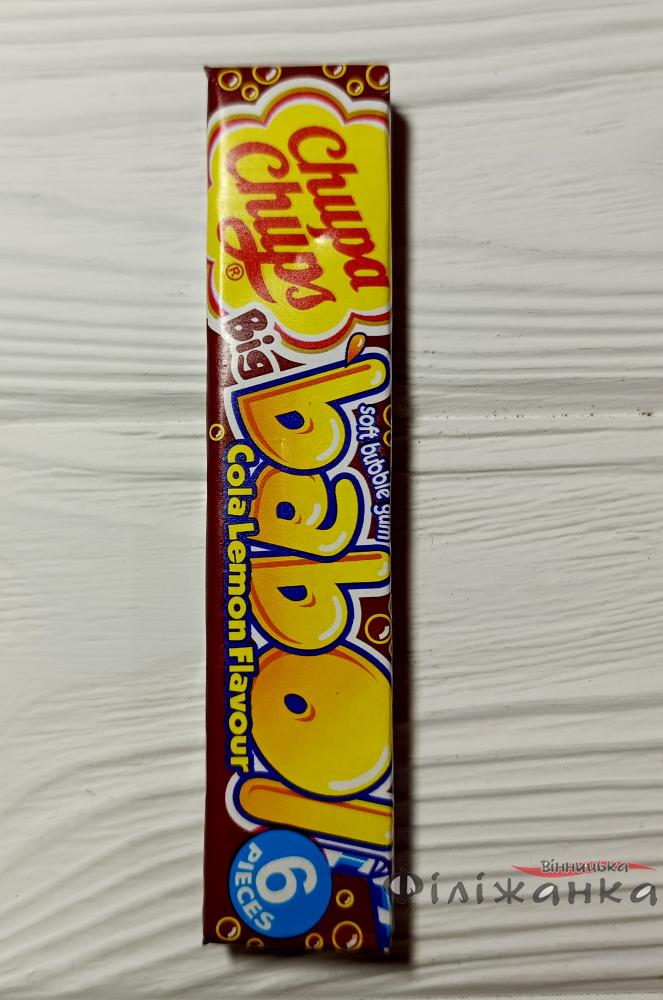 Chupa
Chups®
Big
babol
soft bubble gum
Cola Lemon Flavour
6
PIECES
Вінницька
Філіжанка